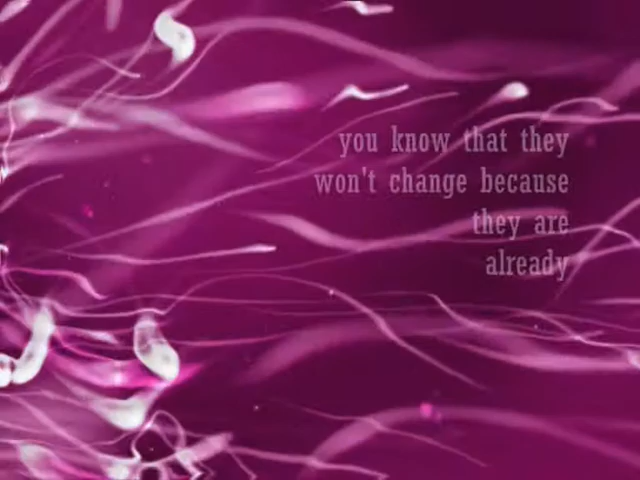 you know that they
won't change because
they are
already